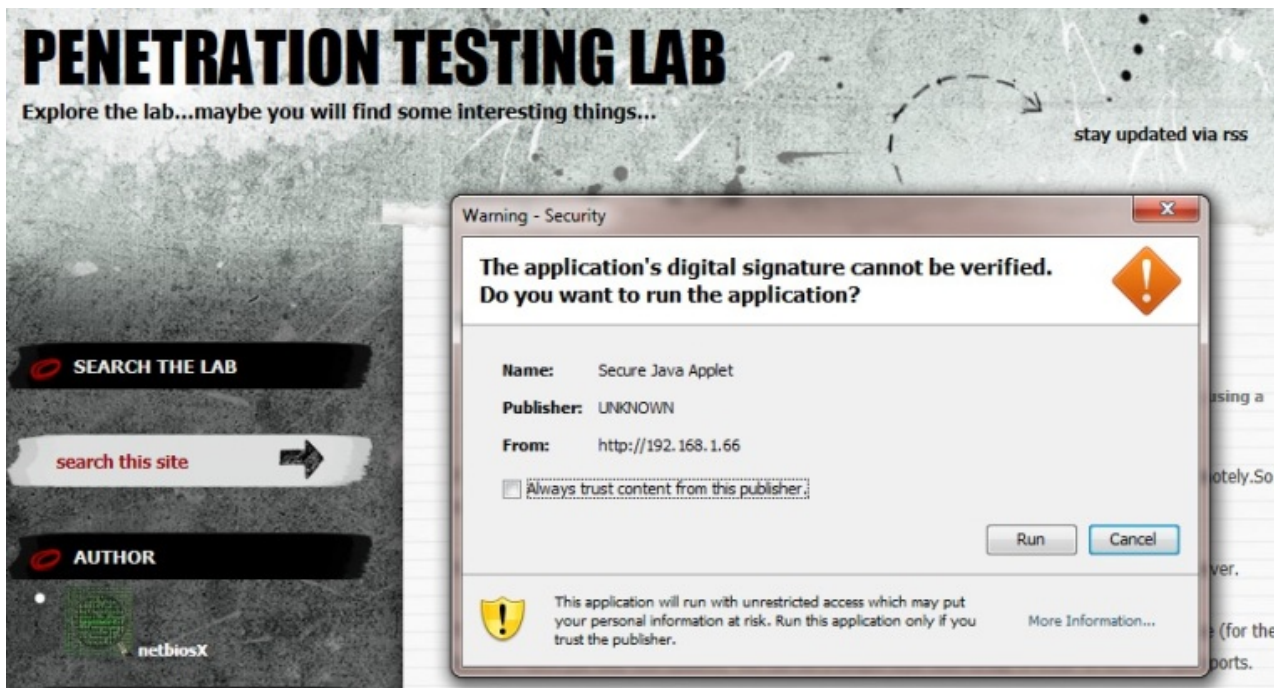 PENETRATION TESTING LAB
Explore the lab...maybe you will find some interesting things...
stay updated via rss
Warning - Security
The application's digital signature cannot be verified.
Do you want to run the application?
Name: Secure Java Applet
Publisher: UNKNOWN
From: http://192.168.1.66
Always trust content from this publisher.
Run Cancel
This application will run with unrestricted access which may put
your personal information at risk. Run this application only if you
trust the publisher.
More Information...
SEARCH THE LAB
search this site
AUTHOR
netbiosX
using a
otely.So
ver.
(for the
ports.